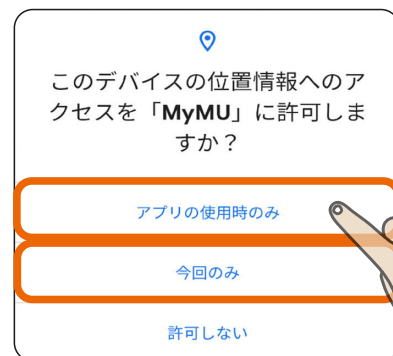 このデバイスの位置情報へのア
クセスを「MyMU」に許可しま
すか？
アプリの使用時のみ
今回のみ
許可しない